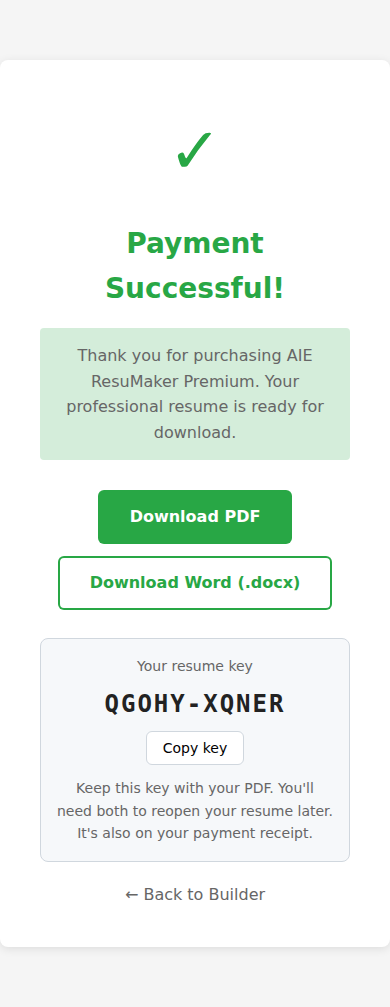 ✓
Payment
Successful!
Thank you for purchasing AIE
ResuMaker Premium. Your
professional resume is ready for
download.
Download PDF
Download Word (.docx)
Your resume key
QGOHY-XQNER
Copy key
Keep this key with your PDF. You'll
need both to reopen your resume later.
It's also on your payment receipt.
← Back to Builder